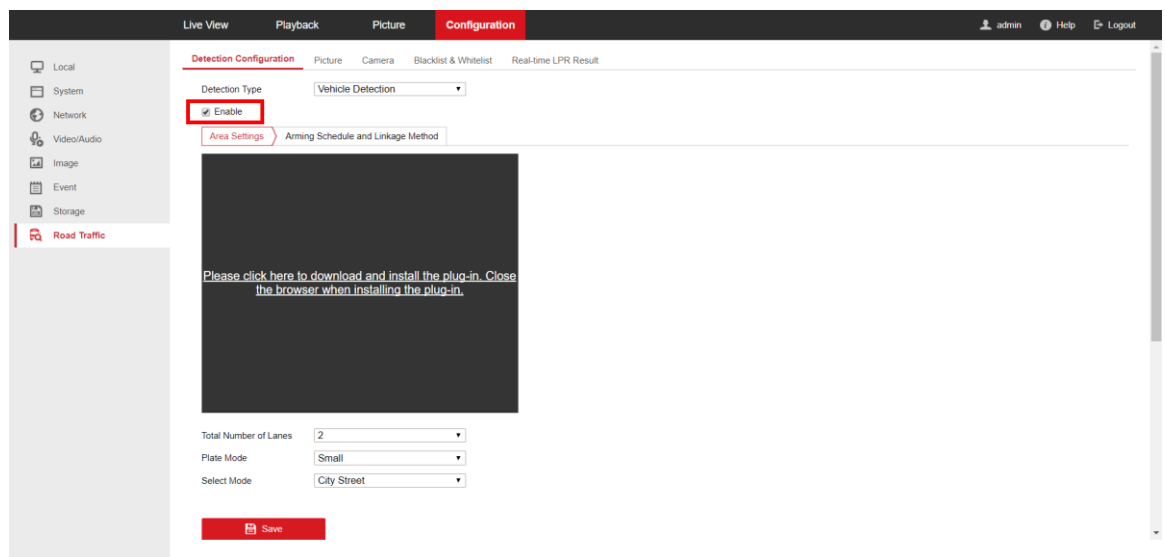 Live View Playback Picture Configuration admin Help Logout
Local
System
Network
Video/Audio
Image
Event
Storage
Road Traffic
Detection Configuration Picture Camera Blacklist & Whitelist Real-time LPR Result
Detection Type Vehicle Detection
Enable
Area Settings Arming Schedule and Linkage Method
Please click here to download and install the plug-in. Close
the browser when installing the plug-in.
Total Number of Lanes 2
Plate Mode Small
Select Mode City Street
Save